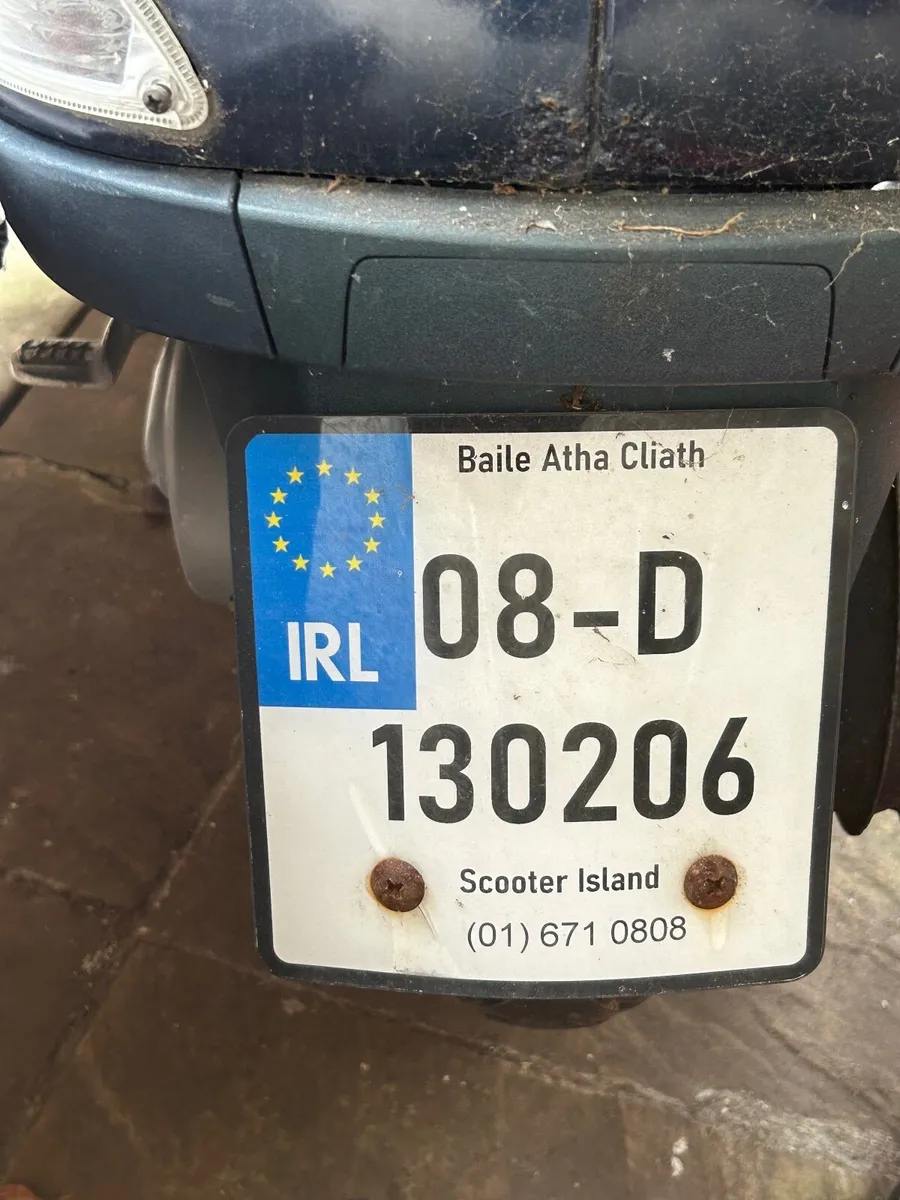 Baile Atha Cliath
IRL
08-D
130206
Scooter Island
(01) 671 0808